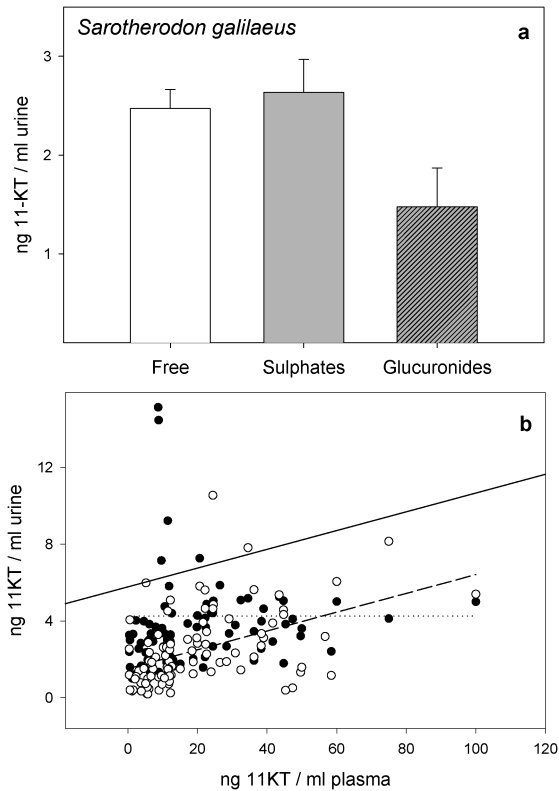 Sarotherodon galilaeus
a
ng 11-KT / ml urine
3
2
1
Free Sulphates Glucuronides
b
ng 11KT / ml urine
12
8
4
0
0 20 40 60 80 100 120
ng 11KT / ml plasma